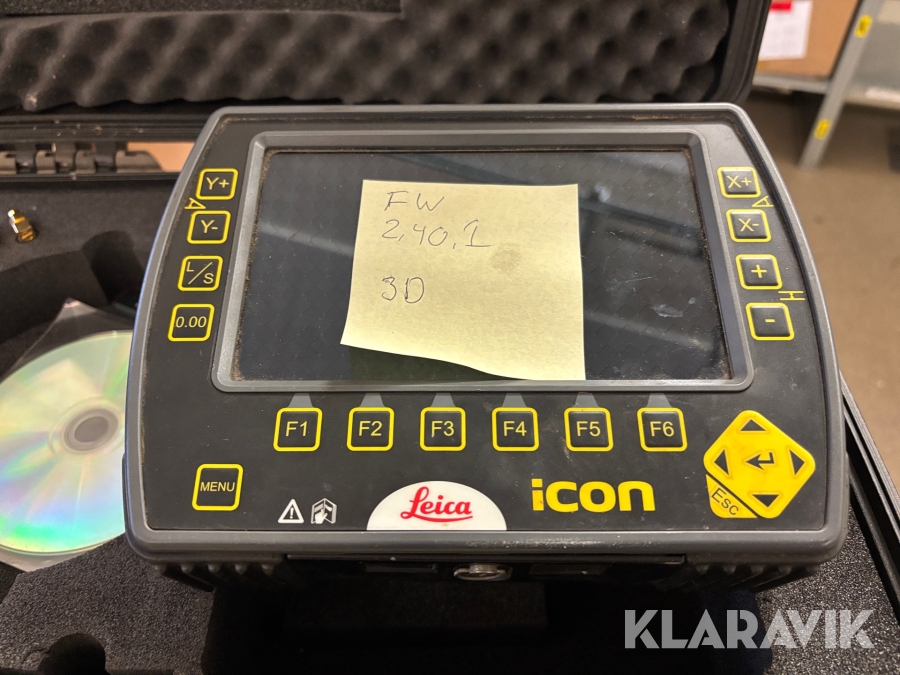 Y+
A
Y-
L/S
0.00
FW
2.40.1
3D
X+
A
X-
+
H
-
F1
F2
F3
F4
F5
F6
MENU
Leica
iCON
ESC
KLARAVIK